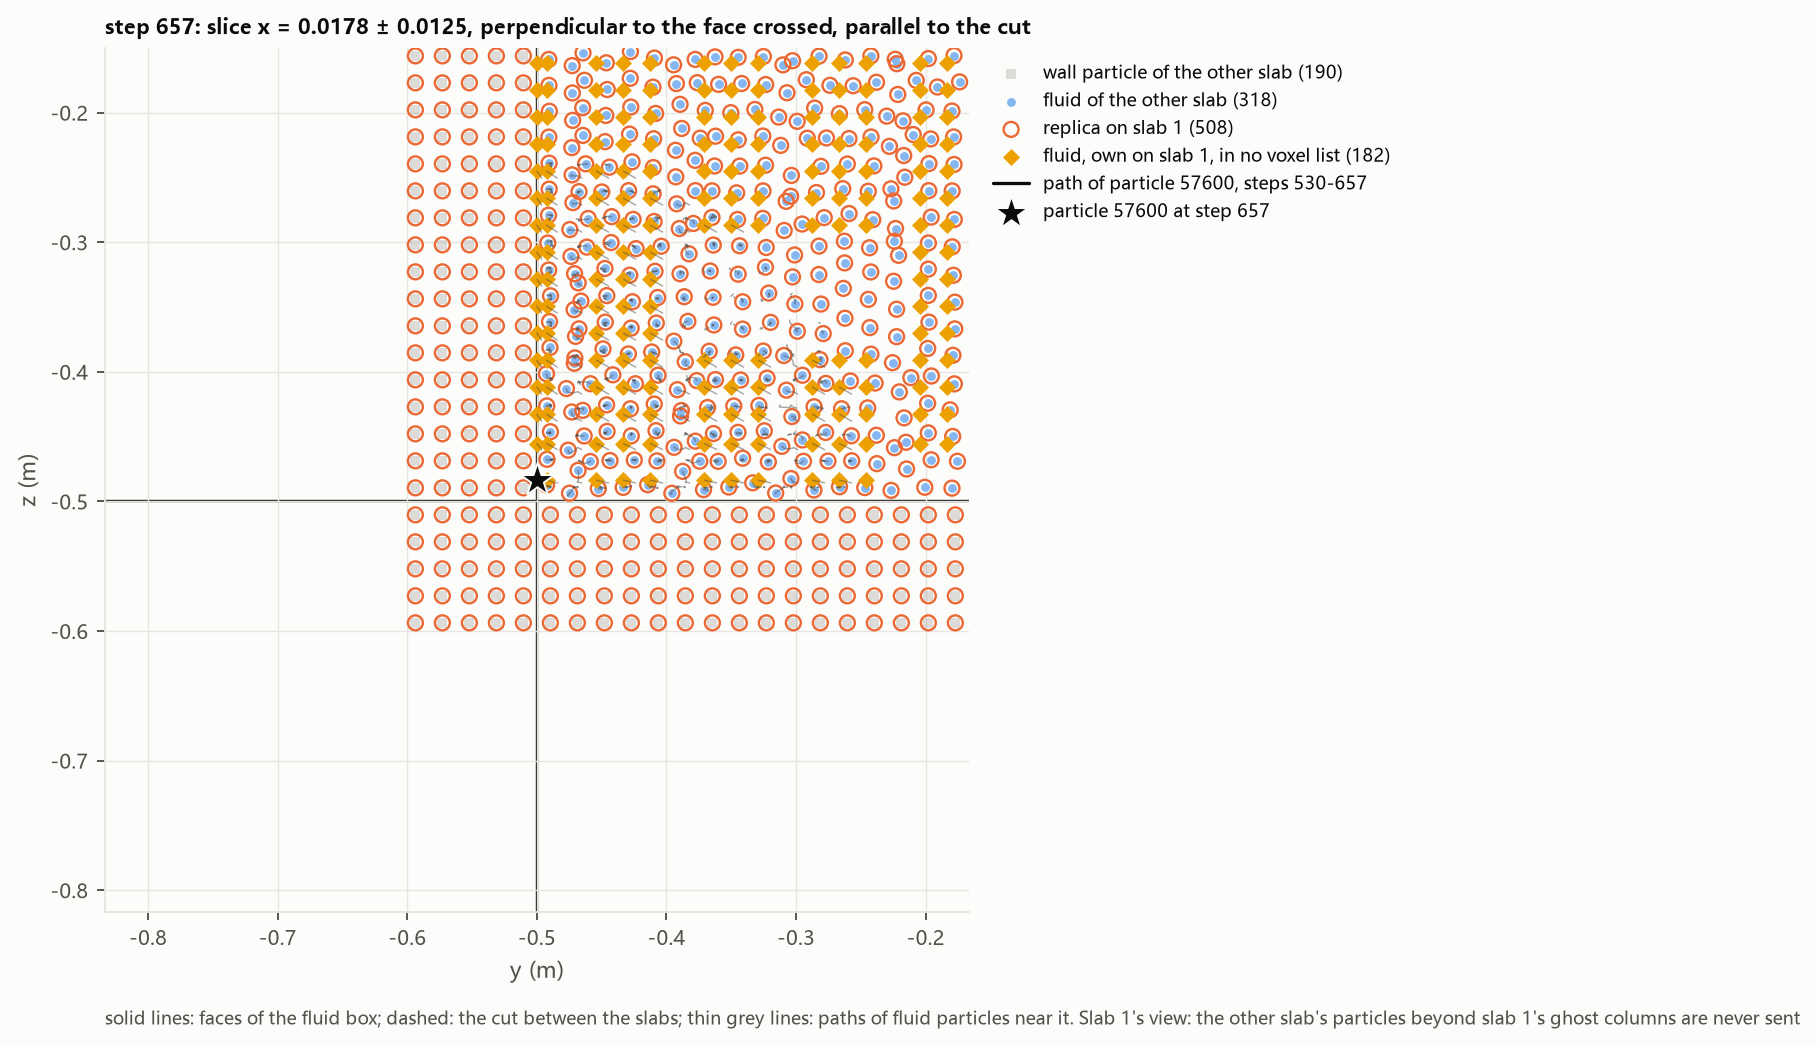 step 657: slice x = 0.0178 ± 0.0125, perpendicular to the face crossed, parallel to the cut
wall particle of the other slab (190)
fluid of the other slab (318)
replica on slab 1 (508)
fluid, own on slab 1, in no voxel list (182)
path of particle 57600, steps 530-657
particle 57600 at step 657
-0.2
-0.3
-0.4
-0.5
-0.6
-0.7
-0.8
z (m)
-0.8 -0.7 -0.6 -0.5 -0.4 -0.3 -0.2
y (m)
solid lines: faces of the fluid box; dashed: the cut between the slabs; thin grey lines: paths of fluid particles near it. Slab 1's view: the other slab's particles beyond slab 1's ghost columns are never sent